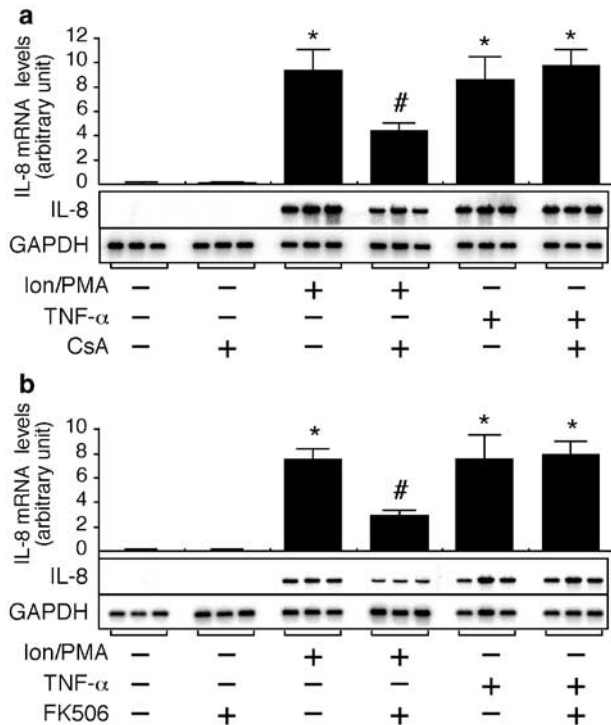 a
IL-8 mRNA levels
(arbitrary unit)
12
10
8
6
4
2
0
*
#
*
*
IL-8
GAPDH
Ion/PMA − − + + − −
TNF-α − − − − + +
CsA − + − + − +
b
IL-8 mRNA levels
(arbitrary unit)
10
8
6
4
2
0
*
#
*
*
IL-8
GAPDH
Ion/PMA − − + + − −
TNF-α − − − − + +
FK506 − + − + − +